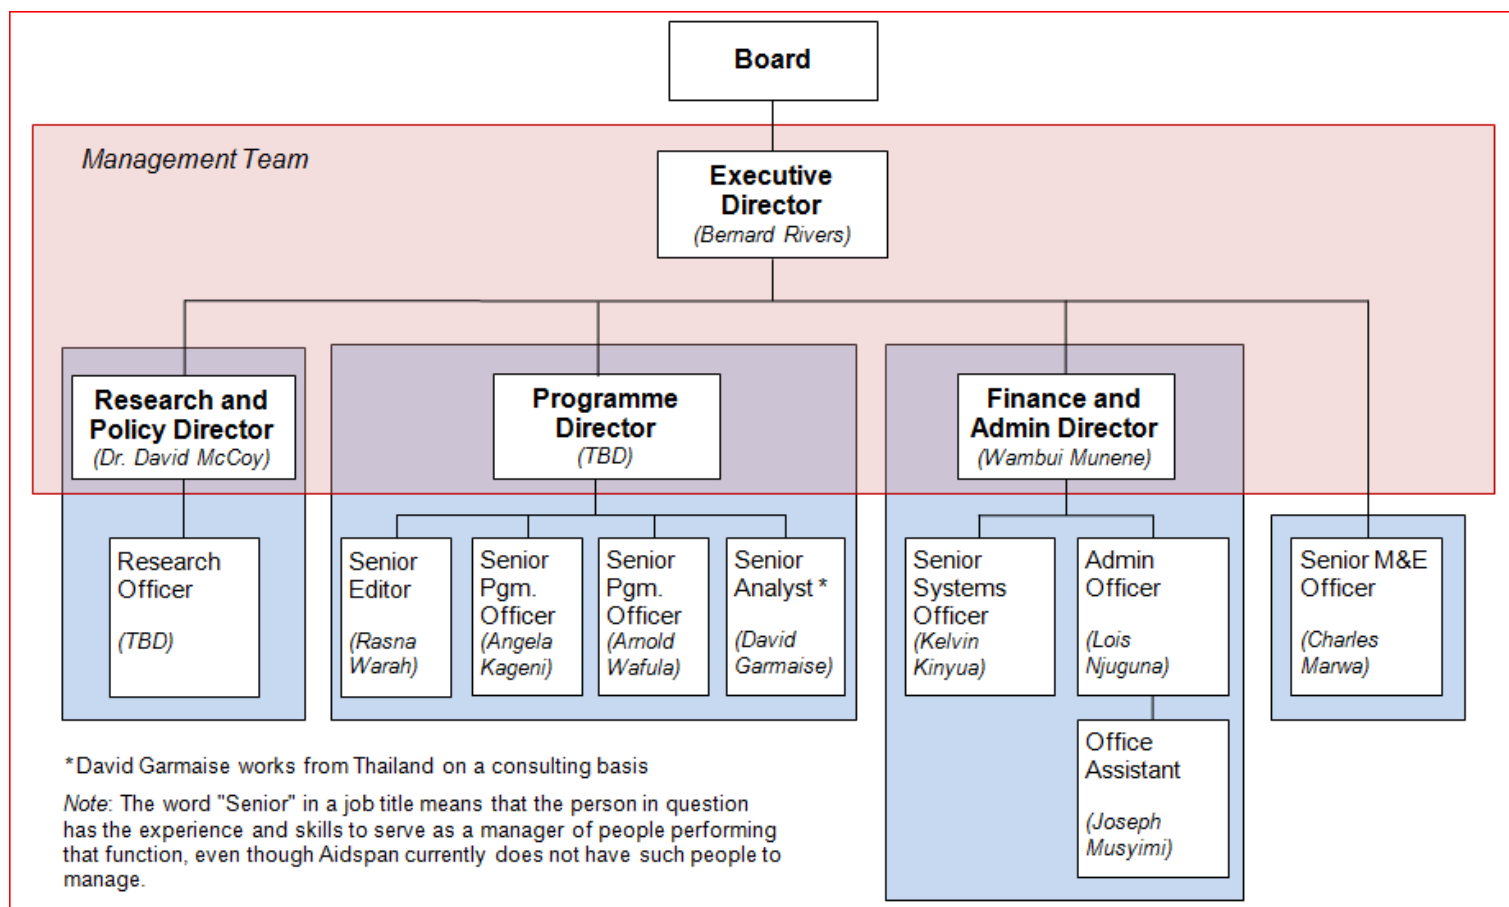 Board
Management Team
Executive
Director
(Bernard Rivers)
Research and
Policy Director
(Dr. David McCoy)
Programme
Director
(TBD)
Finance and
Admin Director
(Wambui Munene)
Research
Officer
(TBD)
Senior
Editor
(Rasna
Warah)
Senior
Pgm.
Officer
(Angela
Kageni)
Senior
Pgm.
Officer
(Arnold
Wafula)
Senior
Analyst *
(David
Garmaise)
Senior
Systems
Officer
(Kelvin
Kinyua)
Admin
Officer
(Lois
Njuguna)
Senior M&E
Officer
(Charles
Marwa)
Office
Assistant
(Joseph
Musyimi)
*David Garmaise works from Thailand on a consulting basis
Note: The word "Senior" in a job title means that the person in question
has the experience and skills to serve as a manager of people performing
that function, even though Aidspan currently does not have such people to
manage.